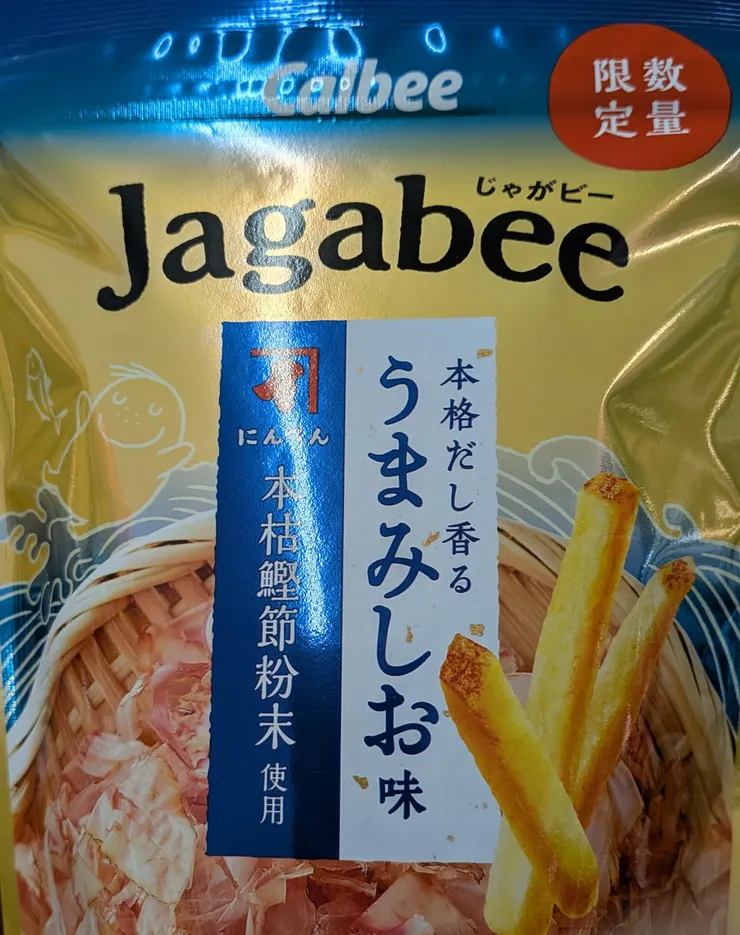 Calbee
数量
限定
じゃがビー
Jagabee
本格だし香る
うまみしお味
にんべん
本枯鰹節粉末使用